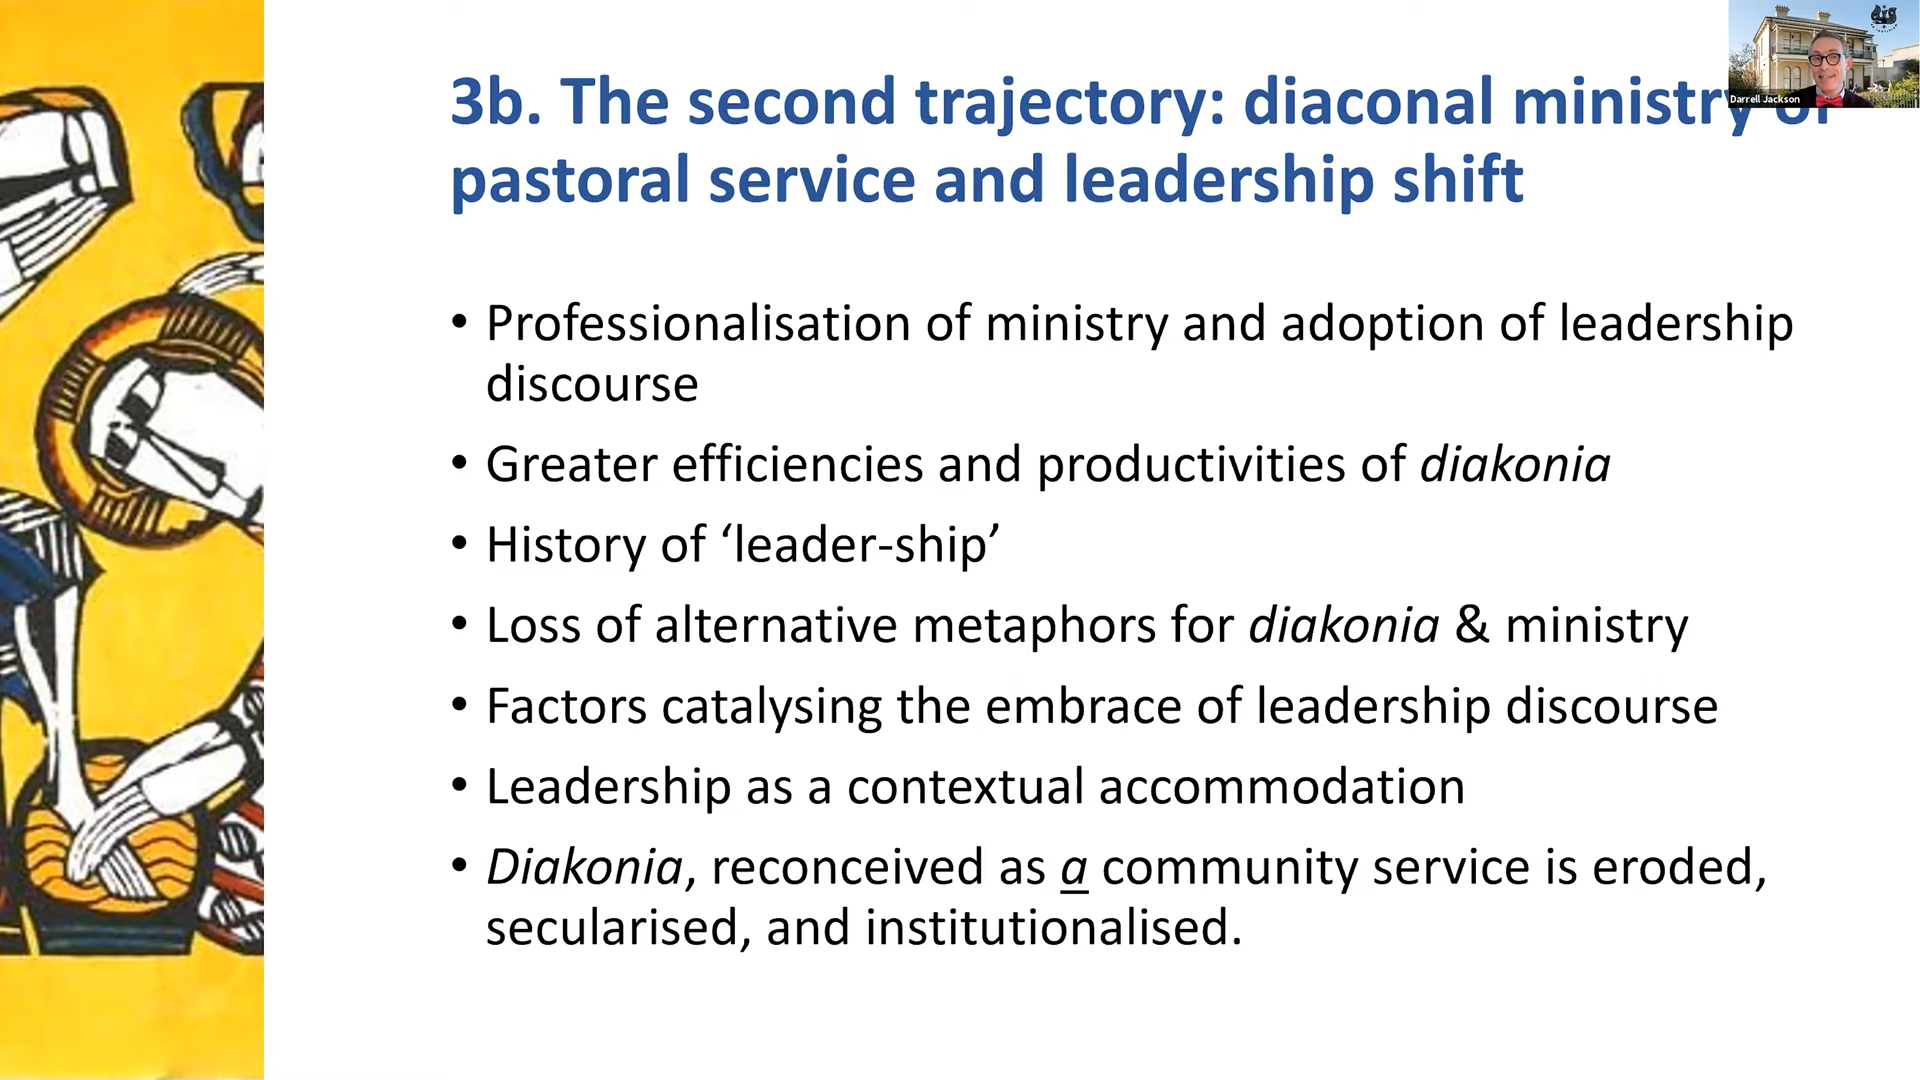 3b. The second trajectory: diaconal ministry of
pastoral service and leadership shift
• Professionalisation of ministry and adoption of leadership
discourse
• Greater efficiencies and productivities of diakonia
• History of ‘leader-ship’
• Loss of alternative metaphors for diakonia & ministry
• Factors catalysing the embrace of leadership discourse
• Leadership as a contextual accommodation
• Diakonia, reconceived as a community service is eroded,
secularised, and institutionalised.
Darrell Jackson